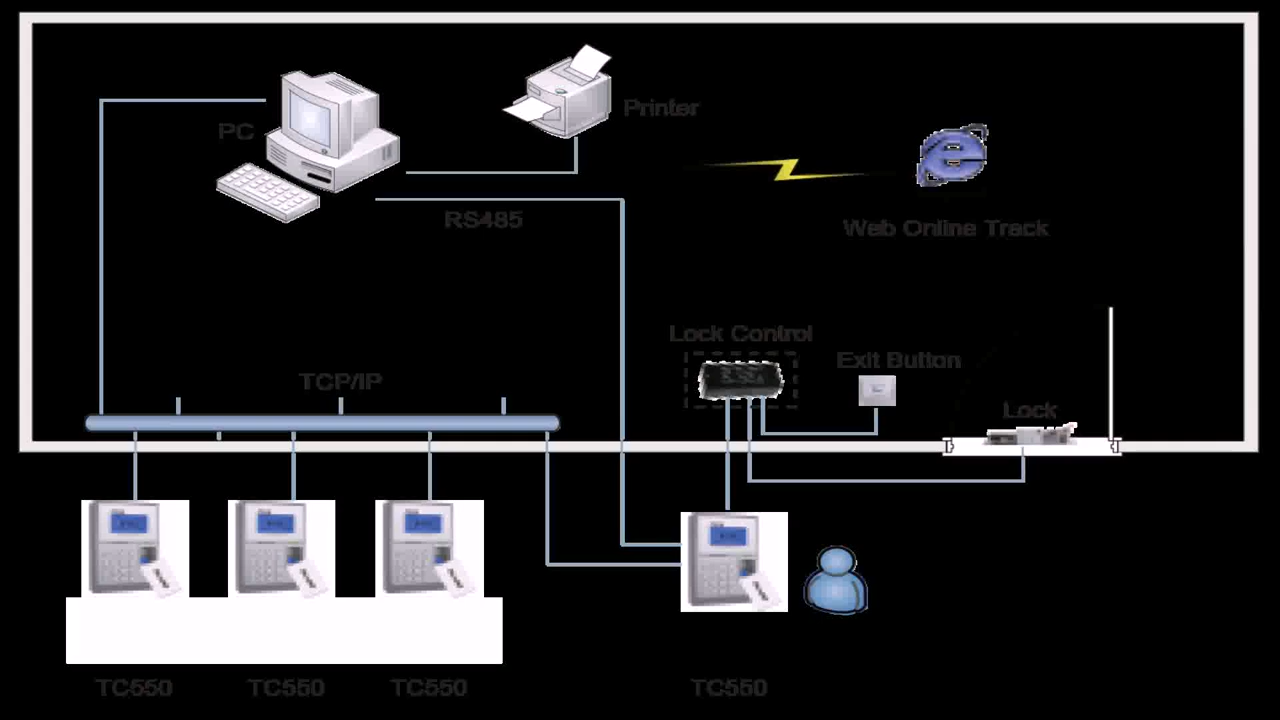 Printer
PC
RS485
Web Online Track
Lock Control
Exit Button
TCP/IP
Lock
TC550
TC550
TC550
TC550